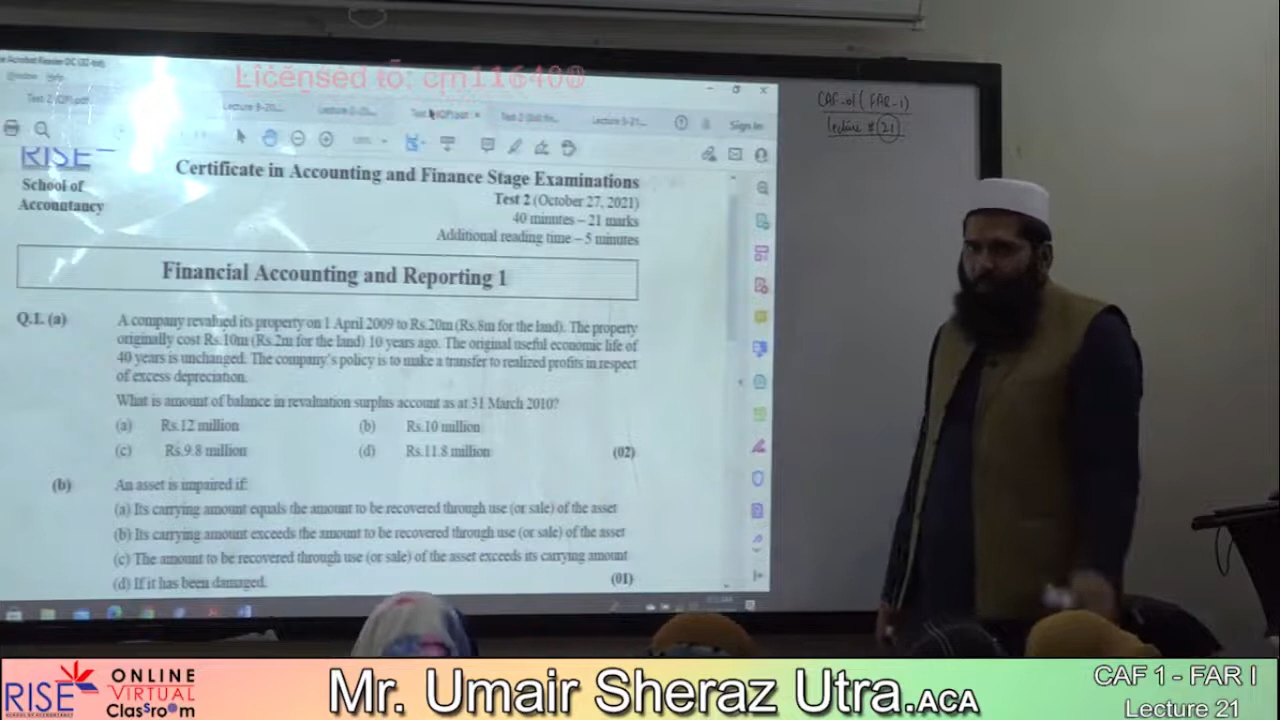 Licensed to: cm11640@
Test 2 (QP).pdf
Sign In
RISE
School of
Accountancy
Certificate in Accounting and Finance Stage Examinations
Test 2 (October 27, 2021)
40 minutes – 21 marks
Additional reading time – 5 minutes
Financial Accounting and Reporting 1
Q.1. (a) A company revalued its property on 1 April 2009 to Rs.20m (Rs.8m for the land). The property
originally cost Rs.10m (Rs.2m for the land) 10 years ago. The original useful economic life of
40 years is unchanged. The company's policy is to make a transfer to realized profits in respect
of excess depreciation.
What is amount of balance in revaluation surplus account as at 31 March 2010?
(a) Rs.12 million (b) Rs.10 million
(c) Rs.9.8 million (d) Rs.11.8 million (02)
(b) An asset is impaired if:
(a) Its carrying amount equals the amount to be recovered through use (or sale) of the asset
(b) Its carrying amount exceeds the amount to be recovered through use (or sale) of the asset
(c) The amount to be recovered through use (or sale) of the asset exceeds its carrying amount
(d) If it has been damaged. (01)
CAF-01 (FAR-1)
Lecture # 21
RISE
ONLINE
VIRTUAL
Classroom
Mr. Umair Sheraz Utra.ACA
CAF 1 - FAR I
Lecture 21